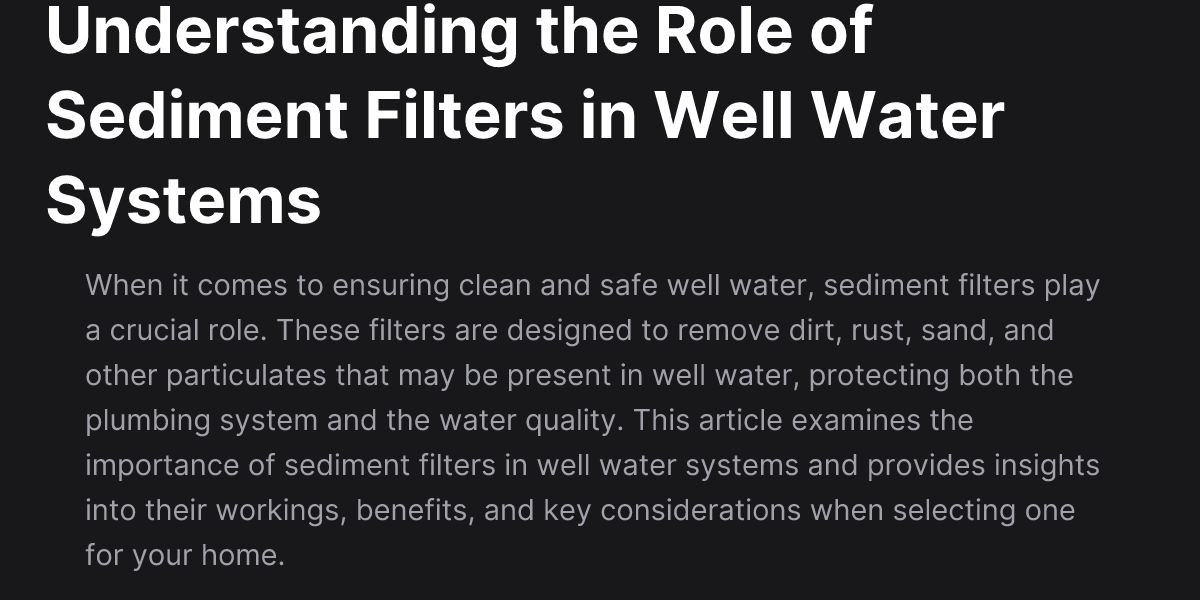 Understanding the Role of
Sediment Filters in Well Water
Systems
When it comes to ensuring clean and safe well water, sediment filters play
a crucial role. These filters are designed to remove dirt, rust, sand, and
other particulates that may be present in well water, protecting both the
plumbing system and the water quality. This article examines the
importance of sediment filters in well water systems and provides insights
into their workings, benefits, and key considerations when selecting one
for your home.